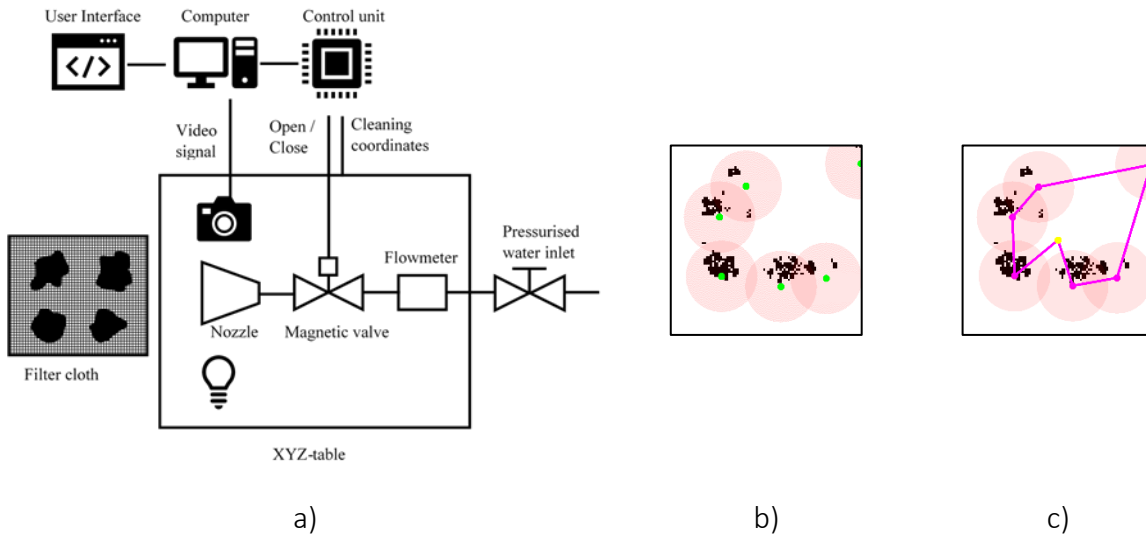 User Interface
Computer
Control unit
</>
Video
signal
Open /
Close
Cleaning
coordinates
Pressurised
water inlet
Flowmeter
Nozzle
Magnetic valve
Filter cloth
XYZ-table
a)
b)
c)